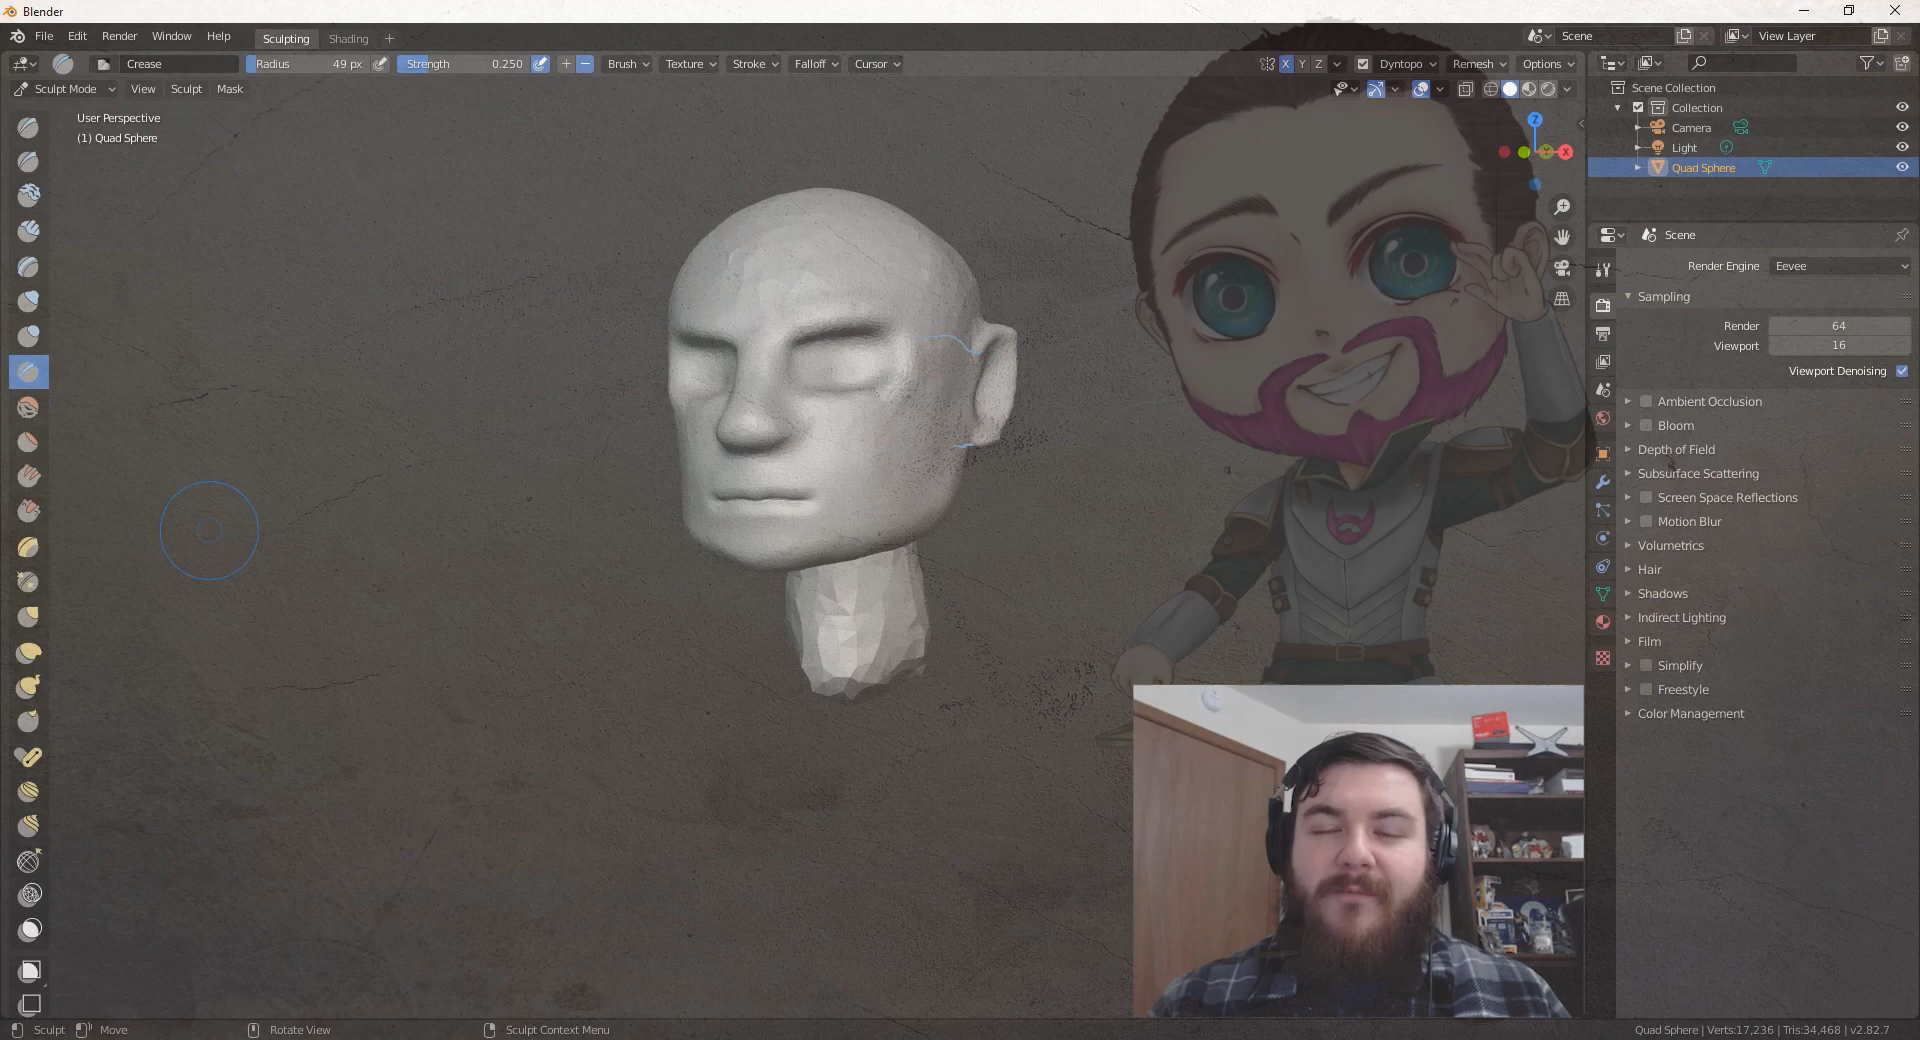 Blender
File Edit Render Window Help
Sculpting Shading +
Scene
View Layer
Crease
Radius 49 px
Strength 0.250
+ −
Brush Texture Stroke Falloff Cursor
X Y Z
Dyntopo Remesh Options
Sculpt Mode View Sculpt Mask
User Perspective
(1) Quad Sphere
Z
X
Scene Collection
Collection
Camera
Light
Quad Sphere
Scene
Render Engine Eevee
Sampling
Render 64
Viewport 16
Viewport Denoising
Ambient Occlusion
Bloom
Depth of Field
Subsurface Scattering
Screen Space Reflections
Motion Blur
Volumetrics
Hair
Shadows
Indirect Lighting
Film
Simplify
Freestyle
Color Management
Sculpt Move Rotate View Sculpt Context Menu
Quad Sphere | Verts:17,236 | Tris:34,468 | v2.82.7